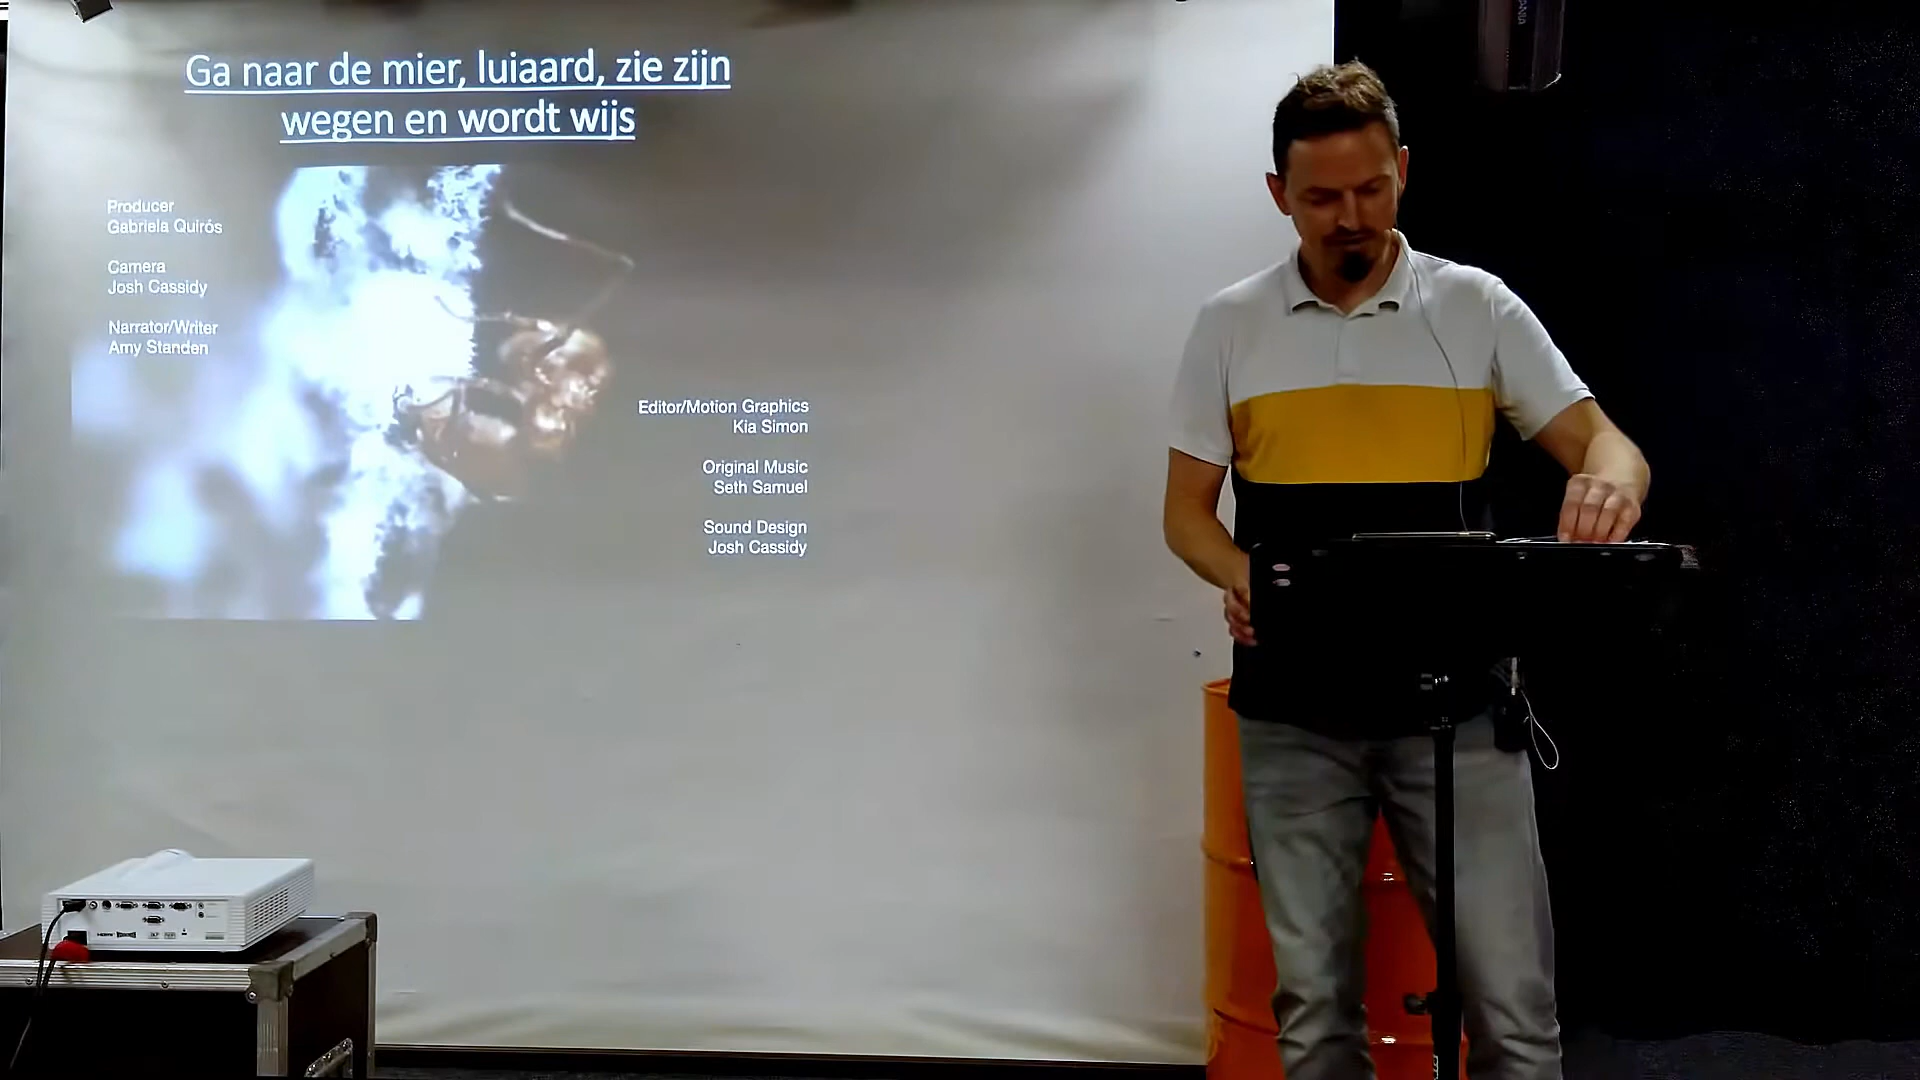 Ga naar de mier, luiaard, zie zijn
wegen en wordt wijs
Producer
Gabriela Quirós
Camera
Josh Cassidy
Narrator/Writer
Amy Standen
Editor/Motion Graphics
Kia Simon
Original Music
Seth Samuel
Sound Design
Josh Cassidy